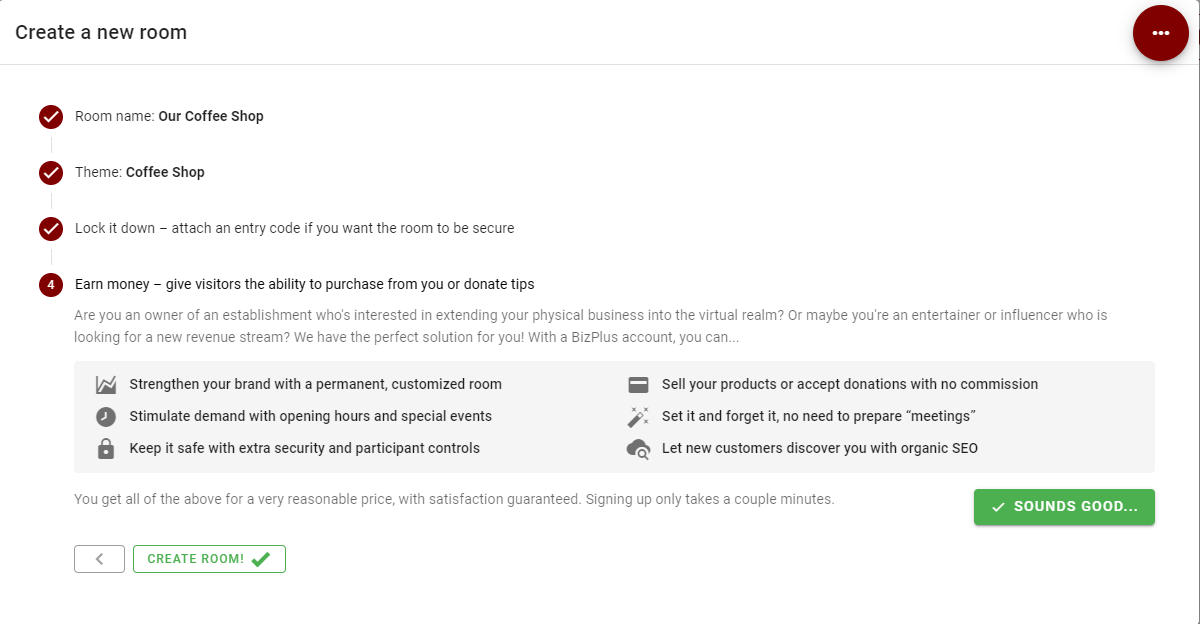 Create a new room
Room name: Our Coffee Shop
Theme: Coffee Shop
Lock it down – attach an entry code if you want the room to be secure
4 Earn money – give visitors the ability to purchase from you or donate tips
Are you an owner of an establishment who's interested in extending your physical business into the virtual realm? Or maybe you're an entertainer or influencer who is
looking for a new revenue stream? We have the perfect solution for you! With a BizPlus account, you can...
Strengthen your brand with a permanent, customized room
Sell your products or accept donations with no commission
Stimulate demand with opening hours and special events
Set it and forget it, no need to prepare “meetings”
Keep it safe with extra security and participant controls
Let new customers discover you with organic SEO
You get all of the above for a very reasonable price, with satisfaction guaranteed. Signing up only takes a couple minutes.
SOUNDS GOOD...
CREATE ROOM!